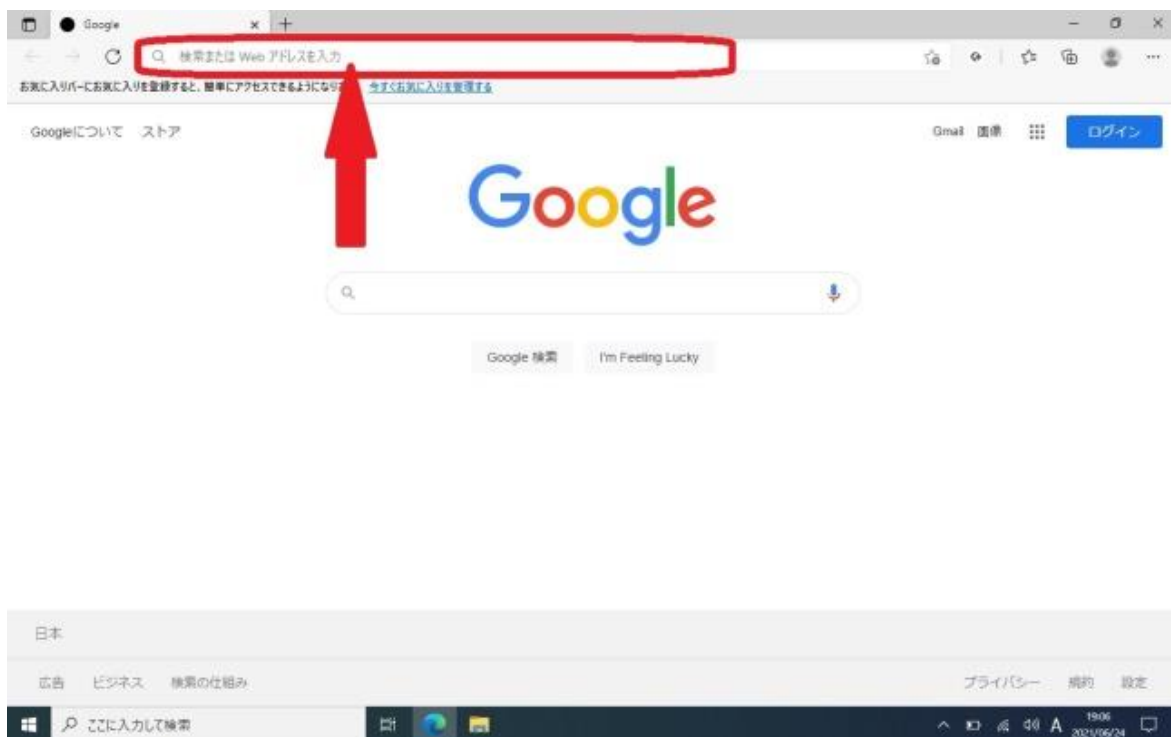 Google
検索または Web アドレスを入力
お気に入りバーにお気に入りを登録すると、簡単にアクセスできるようになります 今すぐお気に入りを管理する
Googleについて ストア Gmail 画像 ログイン
Google
Google 検索 I'm Feeling Lucky
日本
広告 ビジネス 検索の仕組み プライバシー 規約 設定
ここに入力して検索 A 19:06
2021/06/24